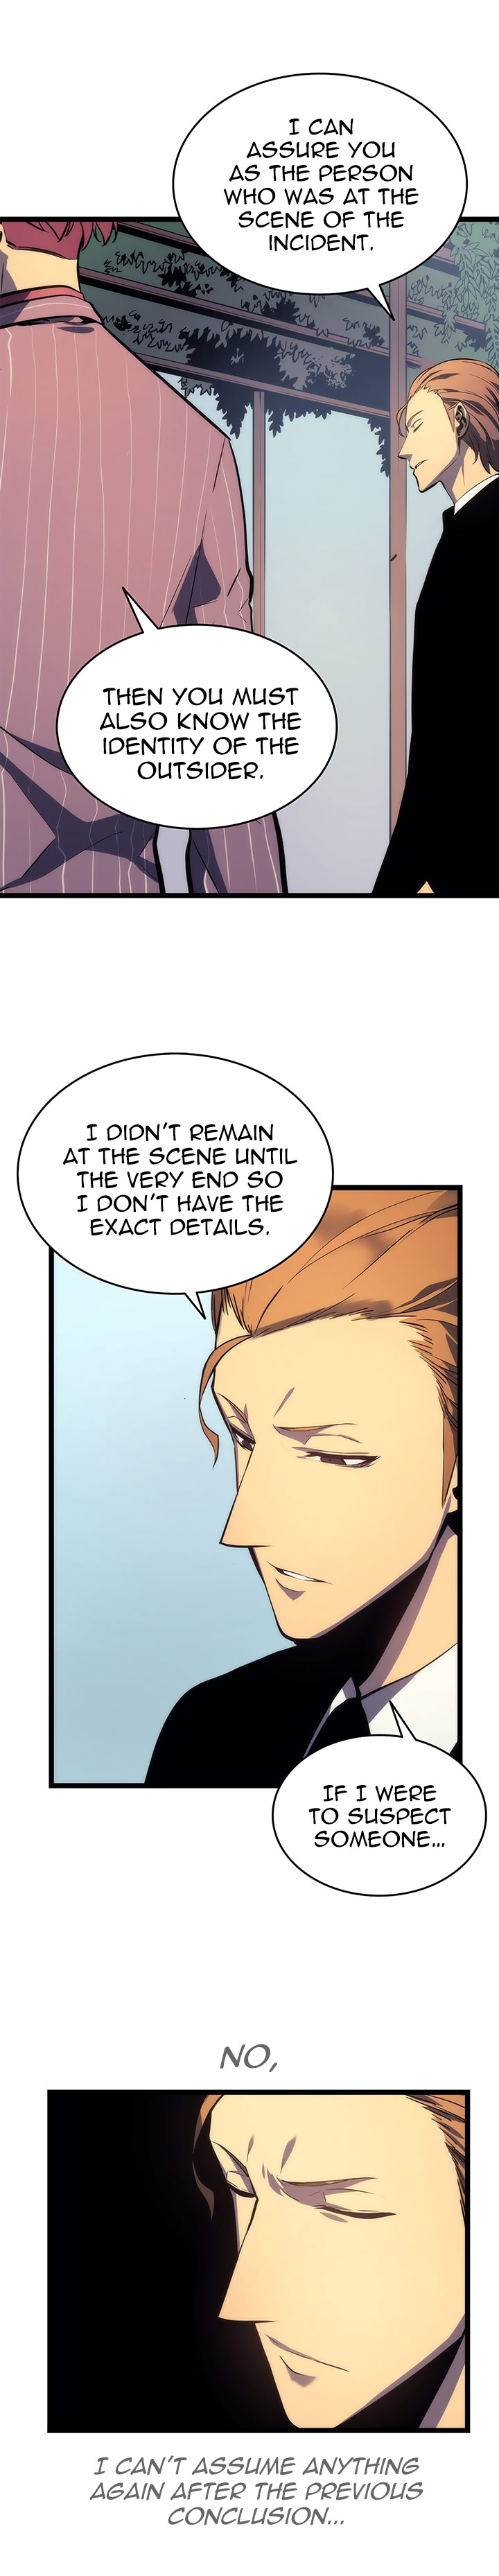 I CAN
ASSURE YOU
AS THE PERSON
WHO WAS AT THE
SCENE OF THE
INCIDENT.
THEN YOU MUST
ALSO KNOW THE
IDENTITY OF THE
OUTSIDER.
I DIDN'T REMAIN
AT THE SCENE UNTIL
THE VERY END SO
I DON'T HAVE THE
EXACT DETAILS.
IF I WERE
TO SUSPECT
SOMEONE...
NO,
I CAN'T ASSUME ANYTHING
AGAIN AFTER THE PREVIOUS
CONCLUSION...